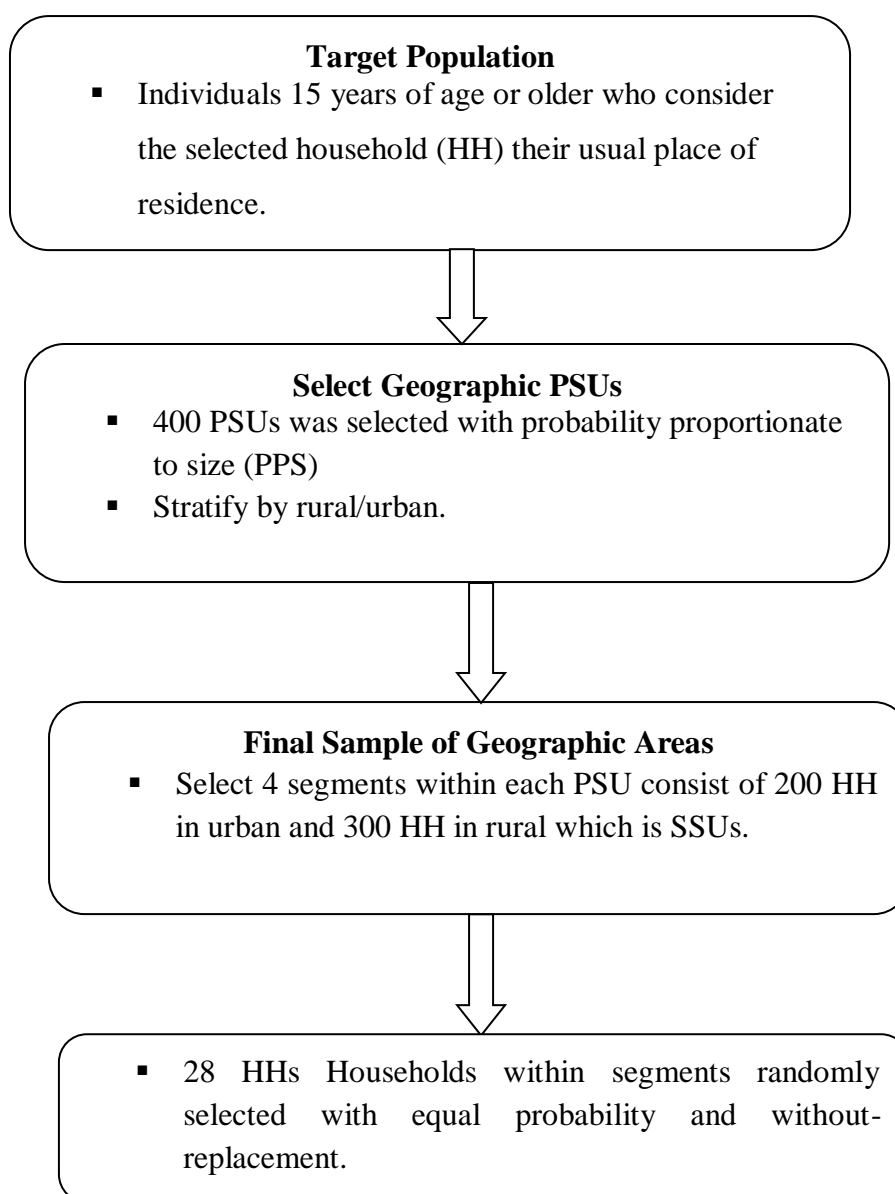 Target Population
▪ Individuals 15 years of age or older who consider
the selected household (HH) their usual place of
residence.
Select Geographic PSUs
▪ 400 PSUs was selected with probability proportionate
to size (PPS)
▪ Stratify by rural/urban.
Final Sample of Geographic Areas
▪ Select 4 segments within each PSU consist of 200 HH
in urban and 300 HH in rural which is SSUs.
▪ 28 HHs Households within segments randomly
selected with equal probability and without-
replacement.